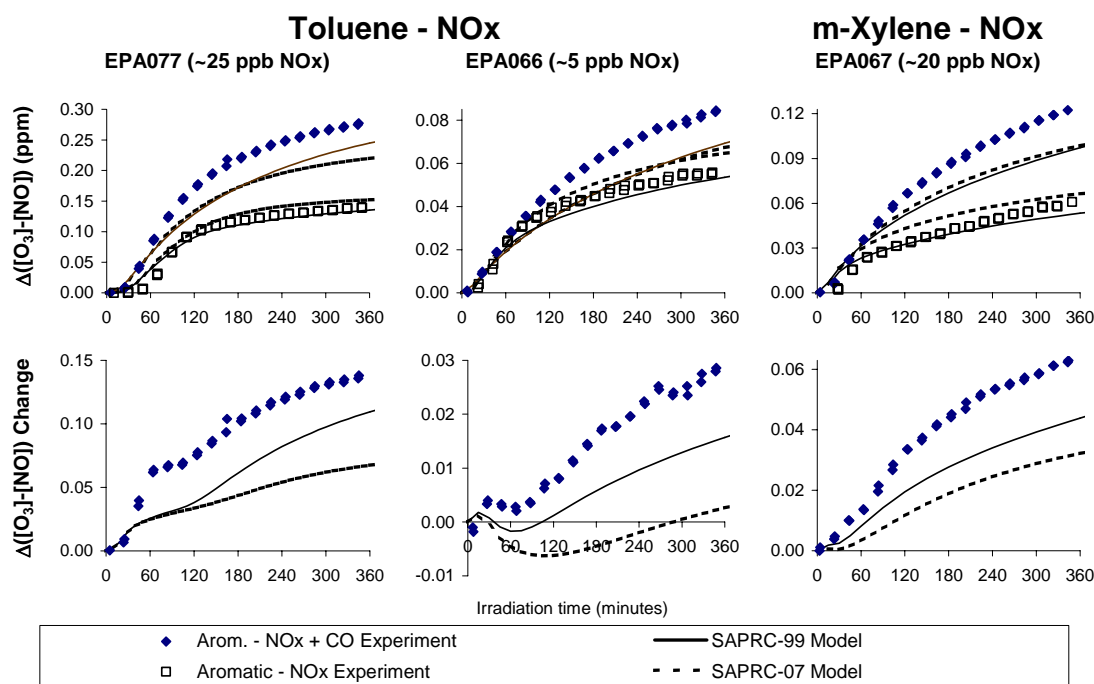 Toluene - NOx
m-Xylene - NOx
EPA077 (~25 ppb NOx)
EPA066 (~5 ppb NOx)
EPA067 (~20 ppb NOx)
Δ([O3]-[NO]) (ppm)
0.30
0.25
0.20
0.15
0.10
0.05
0.00
0 60 120 180 240 300 360
0.08
0.06
0.04
0.02
0.00
0 60 120 180 240 300 360
0.12
0.09
0.06
0.03
0.00
0 60 120 180 240 300 360
Δ([O3]-[NO]) Change
0.15
0.10
0.05
0.00
0 60 120 180 240 300 360
0.03
0.02
0.01
0.00
-0.01
0 60 120 180 240 300 360
0.06
0.04
0.02
0.00
0 60 120 180 240 300 360
Irradiation time (minutes)
Arom. - NOx + CO Experiment
SAPRC-99 Model
Aromatic - NOx Experiment
SAPRC-07 Model